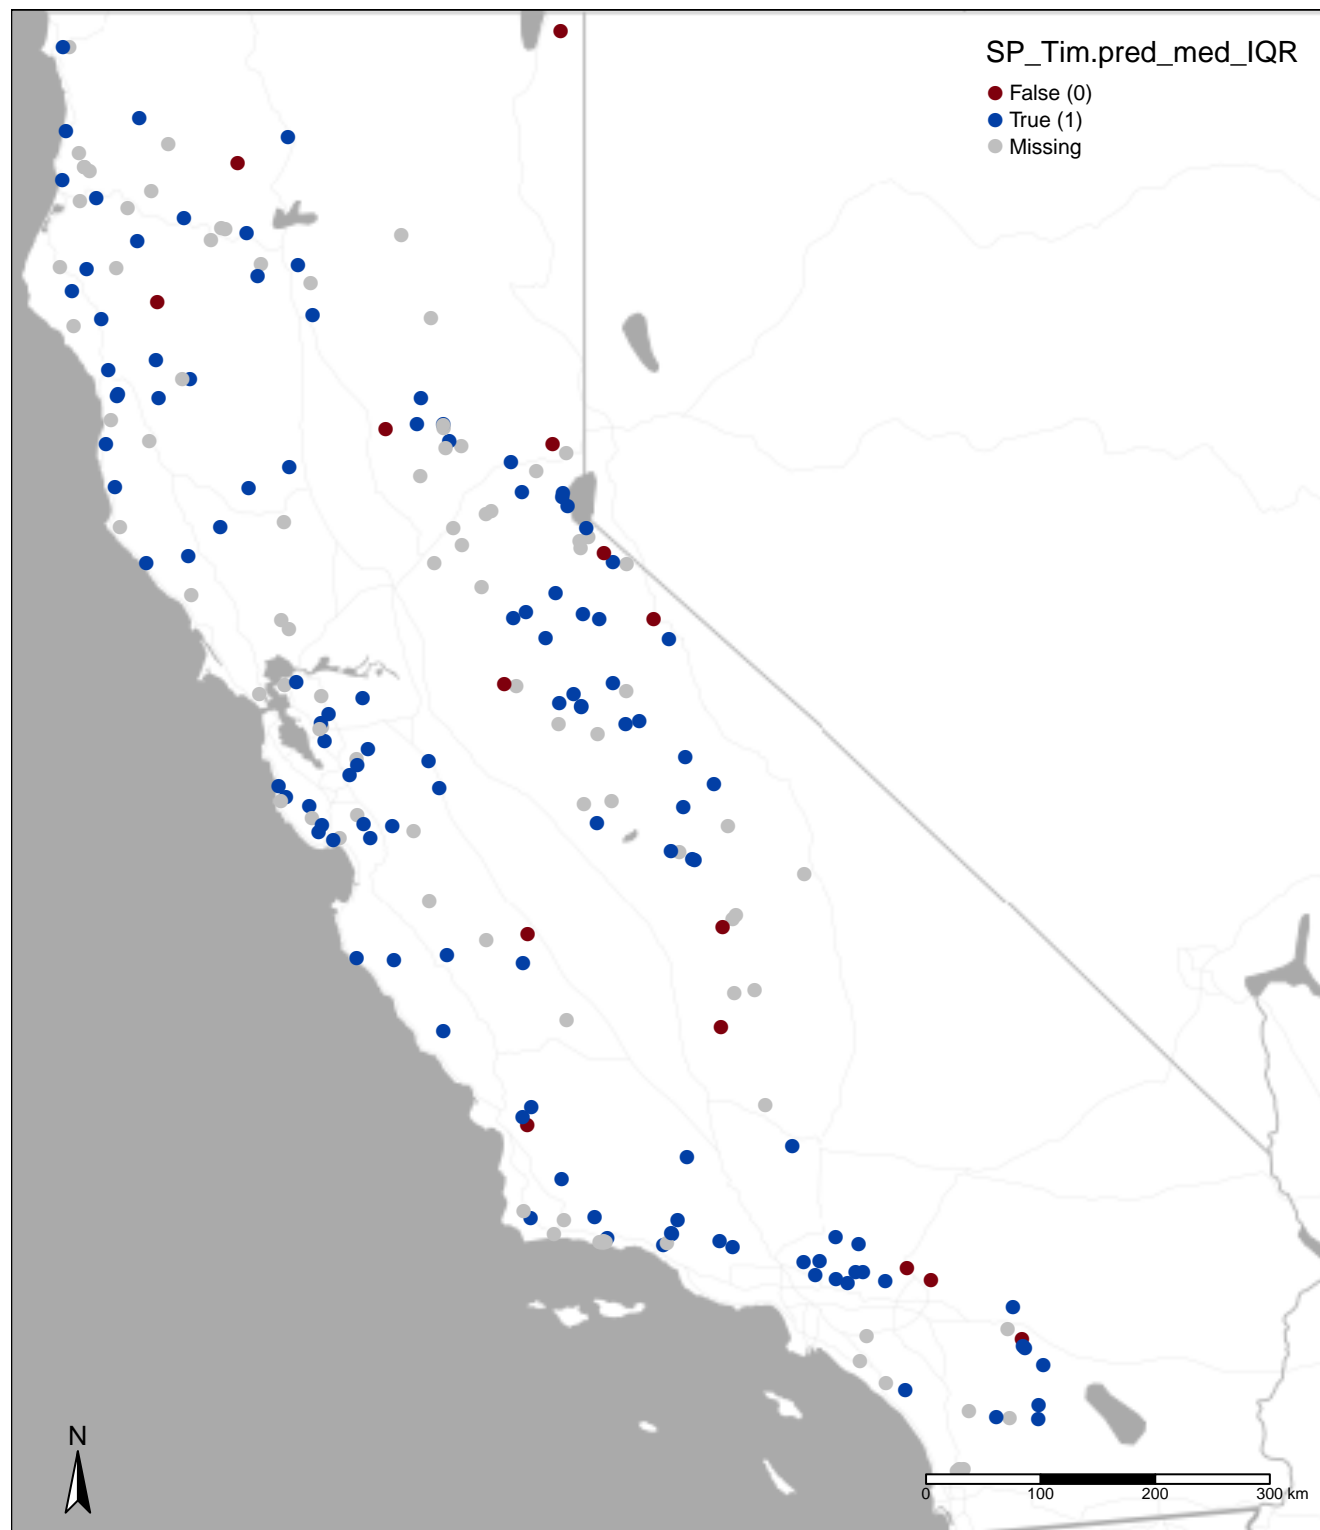 SP_Tim.pred_med_IQR
False (0)
True (1)
Missing
N
0 100 200 300 km